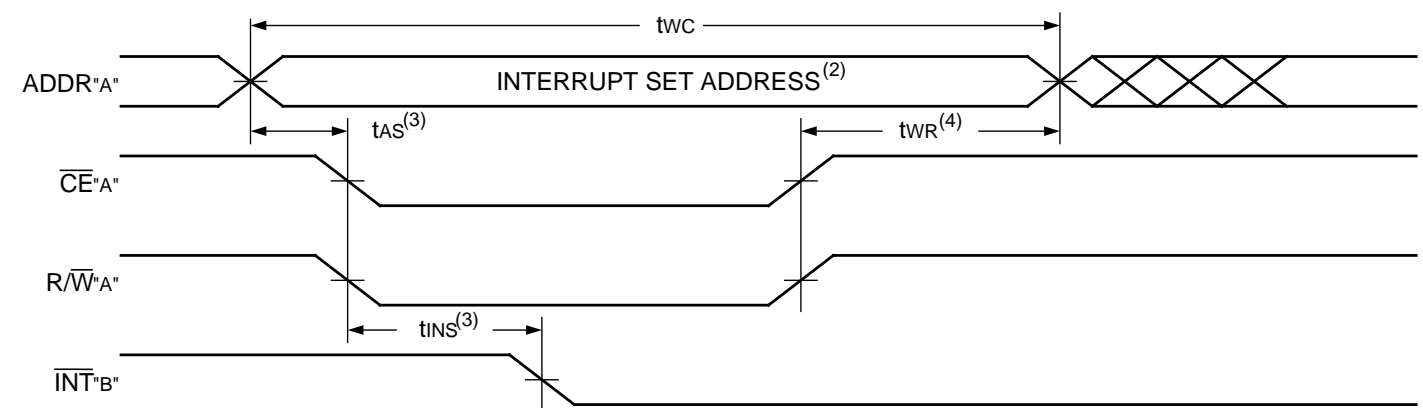 tWC
ADDR"A" INTERRUPT SET ADDRESS(2)
tAS(3) tWR(4)
CE"A"
R/W"A"
tINS(3)
INT"B"